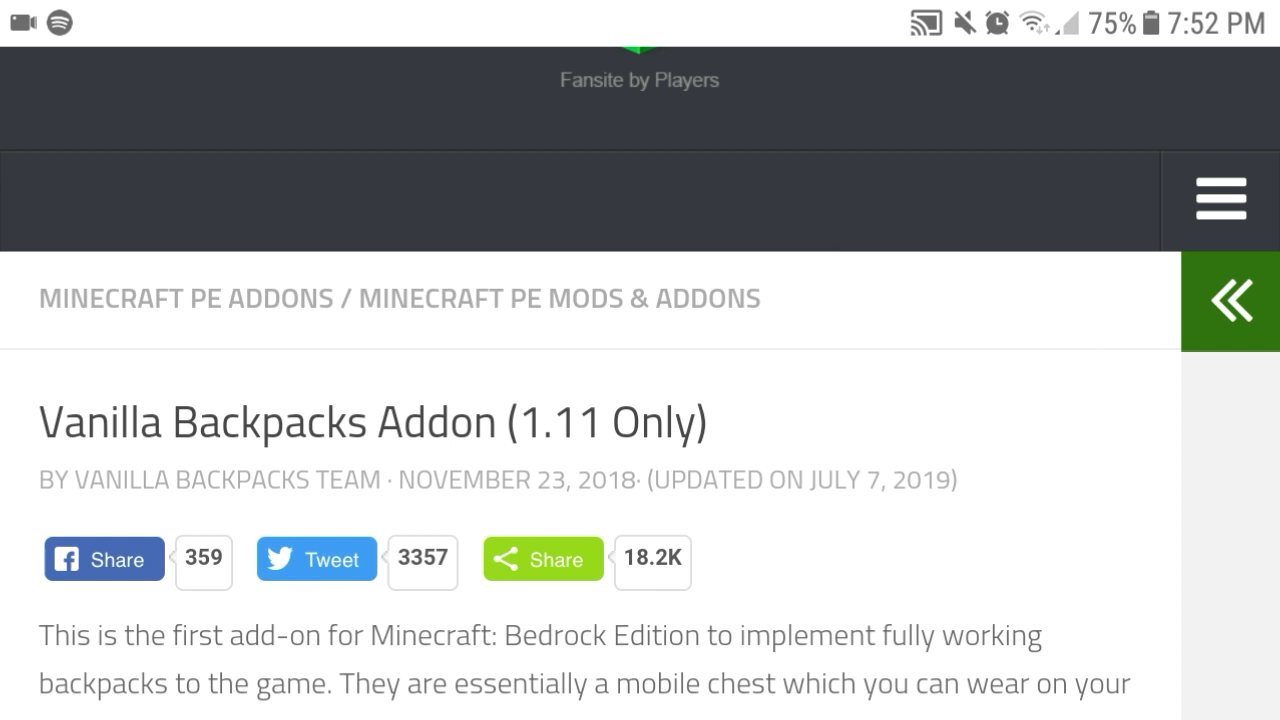 75% 7:52 PM
Fansite by Players
MINECRAFT PE ADDONS / MINECRAFT PE MODS & ADDONS
Vanilla Backpacks Addon (1.11 Only)
BY VANILLA BACKPACKS TEAM · NOVEMBER 23, 2018· (UPDATED ON JULY 7, 2019)
Share 359 Tweet 3357 Share 18.2K
This is the first add-on for Minecraft: Bedrock Edition to implement fully working
backpacks to the game. They are essentially a mobile chest which you can wear on your